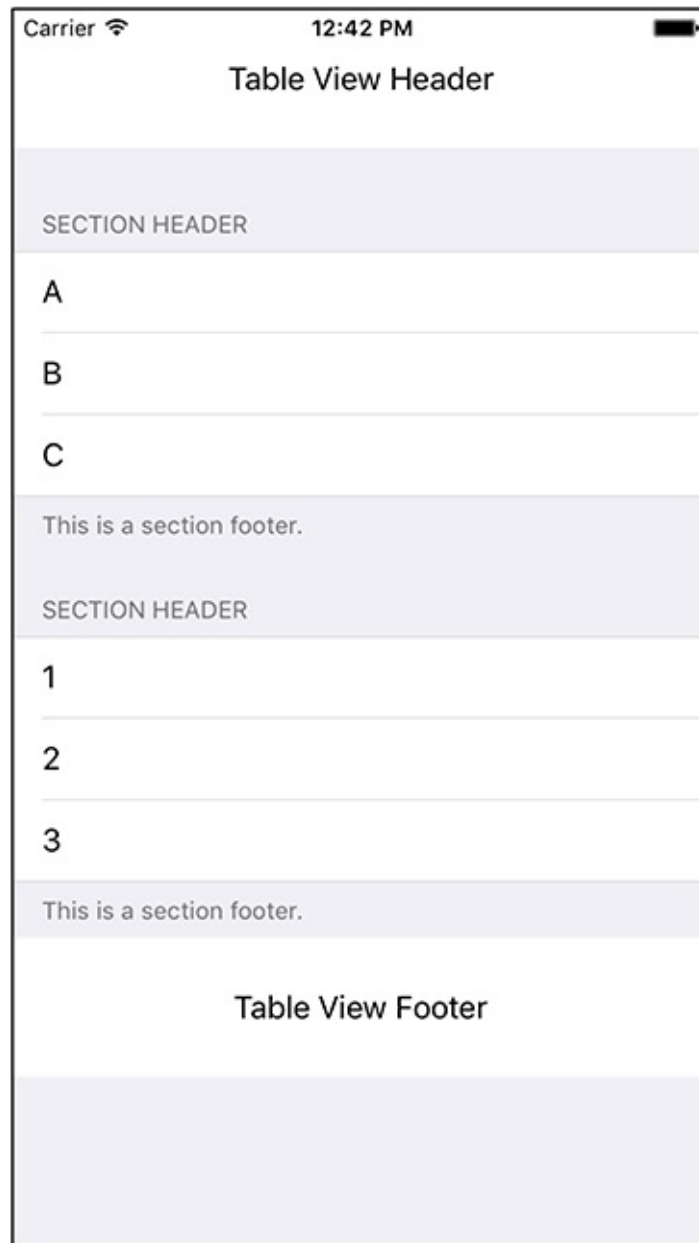 Carrier 12:42 PM
Table View Header
SECTION HEADER
A
B
C
This is a section footer.
SECTION HEADER
1
2
3
This is a section footer.
Table View Footer